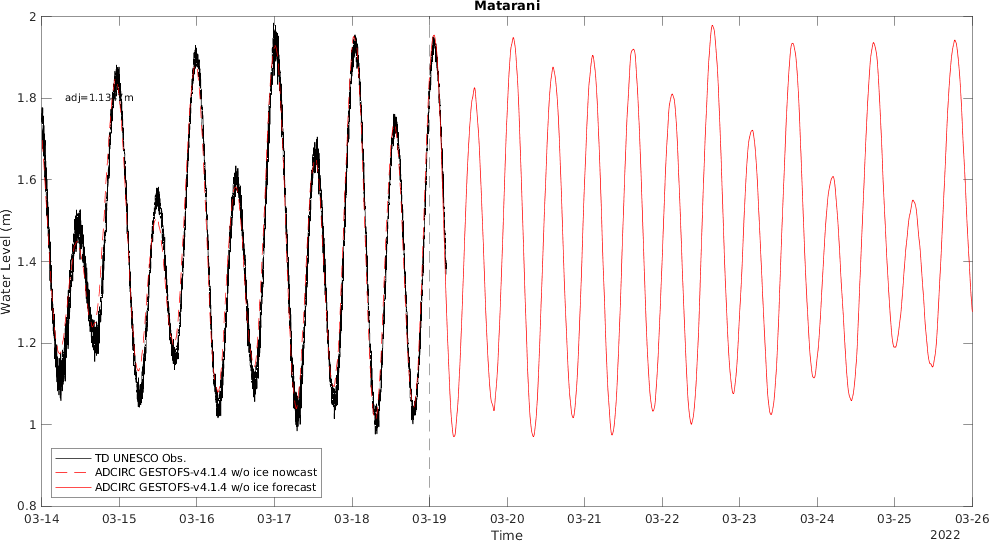 Matarani
2
1.8
1.6
1.4
1.2
1
0.8
Water Level (m)
TD UNESCO Obs.
ADCIRC GESTOFS-v4.1.4 w/o ice nowcast
ADCIRC GESTOFS-v4.1.4 w/o ice forecast
03-14 03-15 03-16 03-17 03-18 03-19 03-20 03-21 03-22 03-23 03-24 03-25 03-26
Time
2022